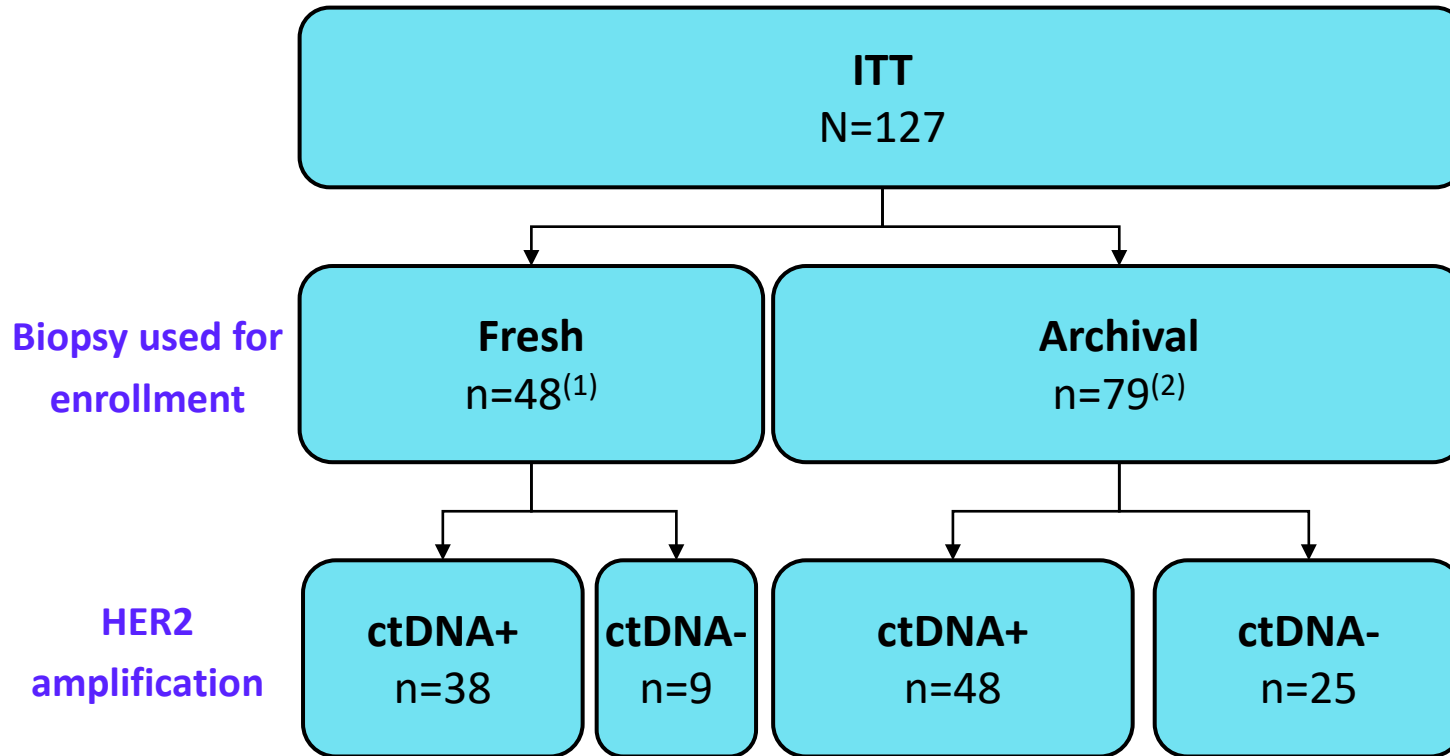 ITT
N=127
Biopsy used for
enrollment
Fresh
n=48(1)
Archival
n=79(2)
HER2
amplification
ctDNA+
n=38
ctDNA-
n=9
ctDNA+
n=48
ctDNA-
n=25